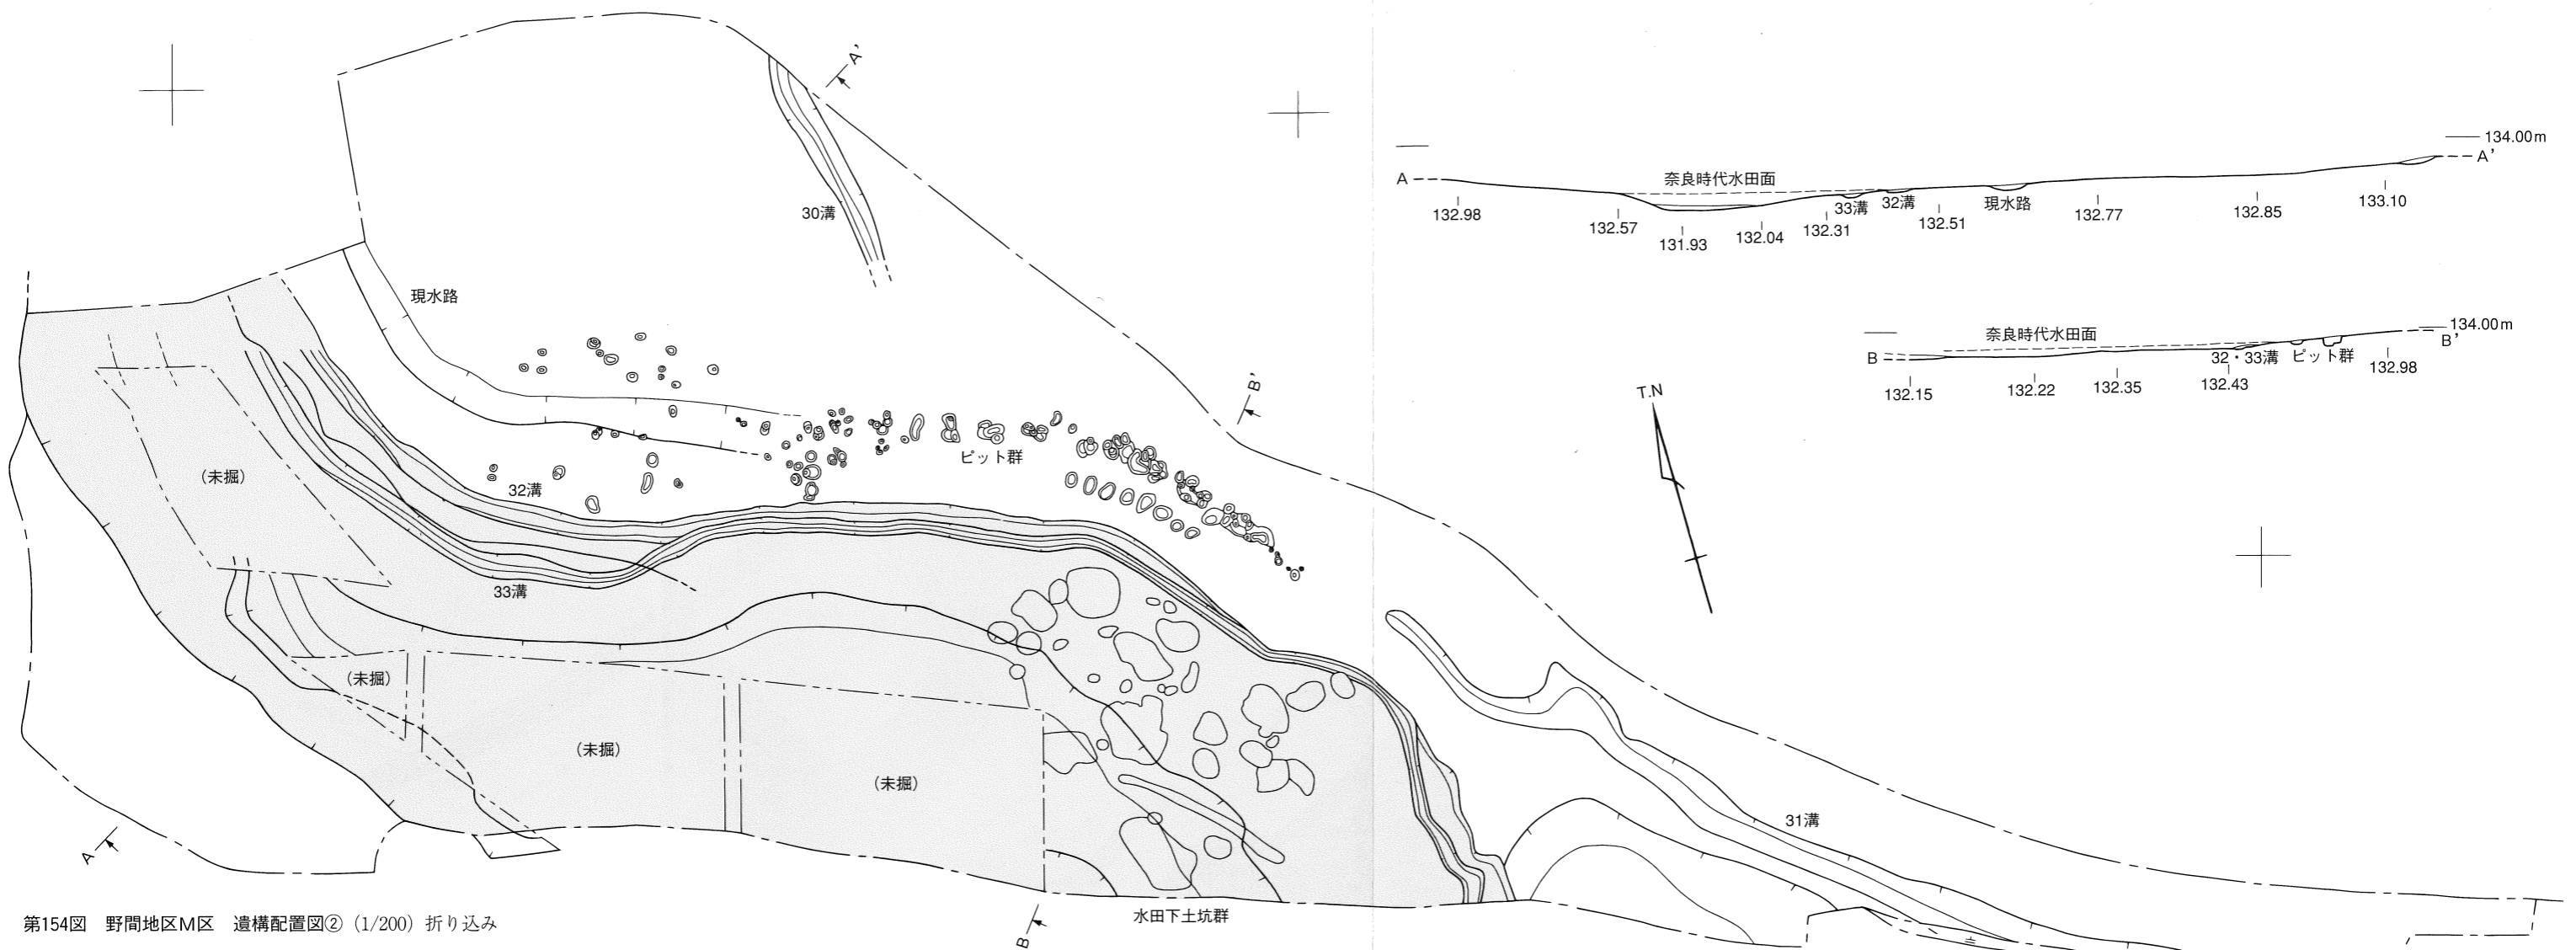 A'
30溝
現水路
B'
(未掘)
ピット群
32溝
33溝
(未掘)
(未掘)
(未掘)
31溝
A
B
水田下土坑群
T.N
134.00m
奈良時代水田面
A
A'
33溝
32溝
現水路
132.98
132.57
131.93
132.04
132.31
132.51
132.77
132.85
133.10
134.00m
奈良時代水田面
B
B'
32・33溝
ピット群
132.15
132.22
132.35
132.43
132.98
第154図 野間地区M区 遺構配置図② (1/200) 折り込み